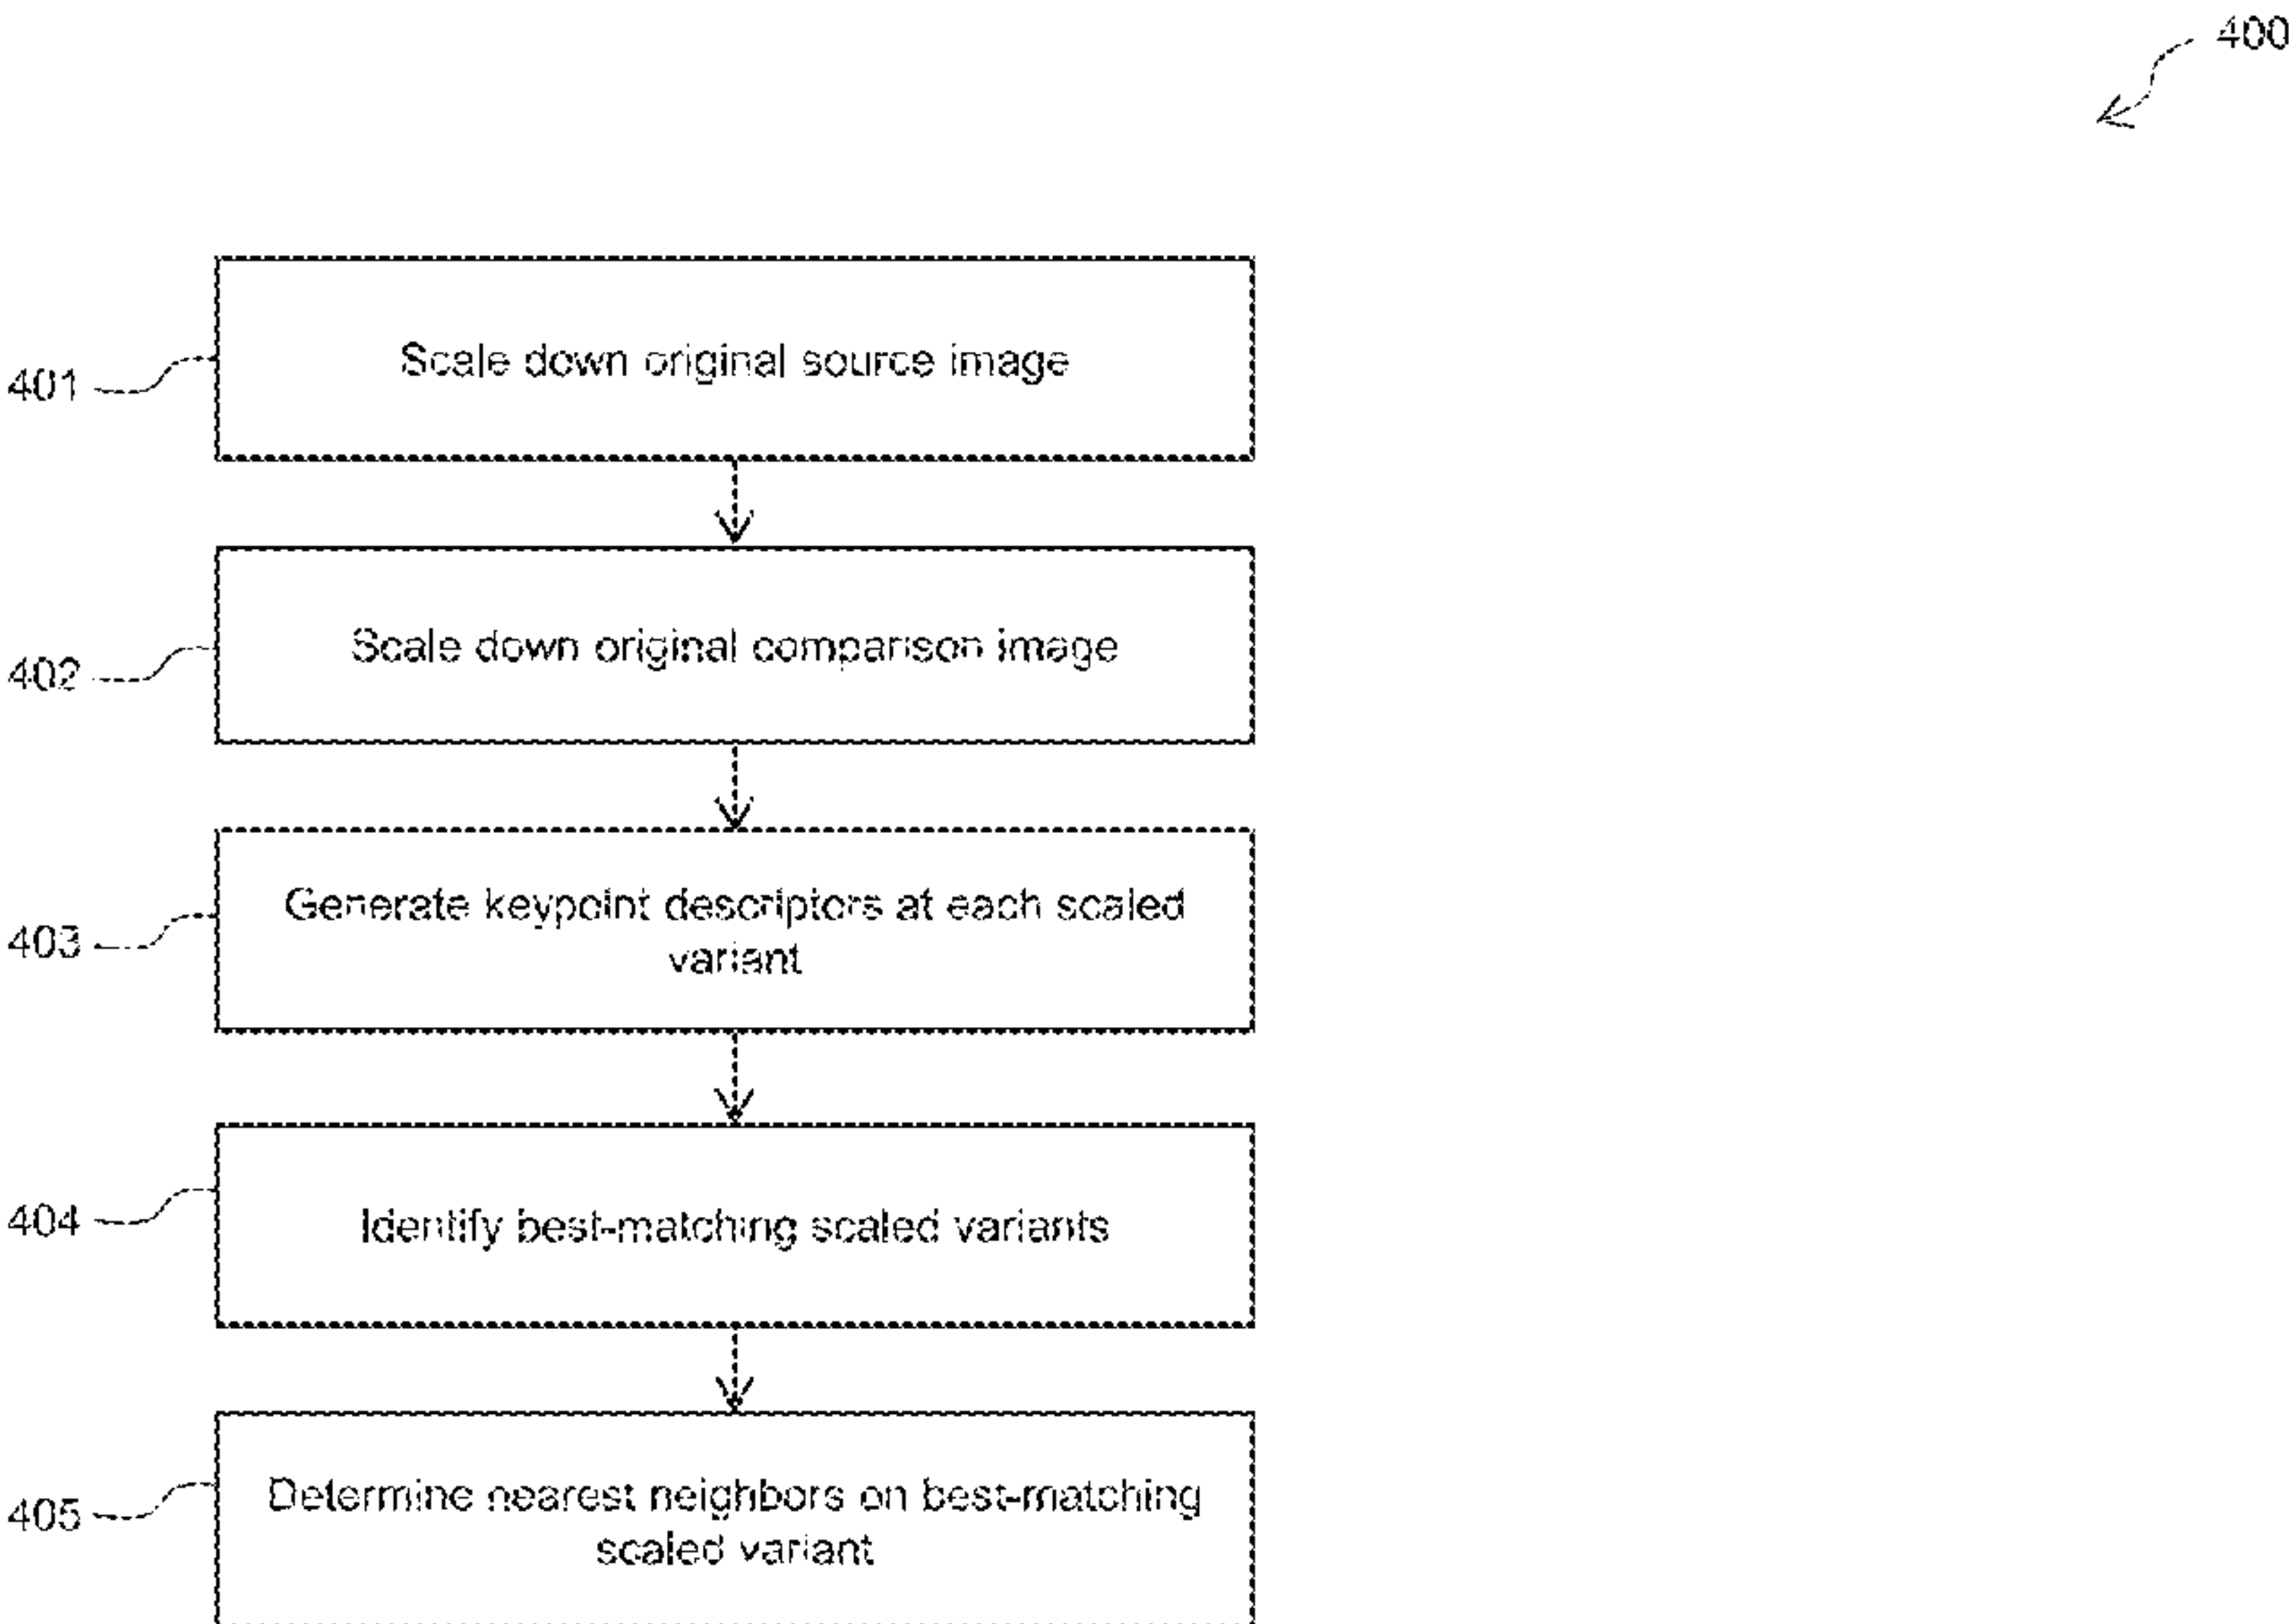 400
401
Scale down original source image
402
Scale down original comparison image
403
Generate keypoint descriptors at each scaled
variant
404
Identify best-matching scaled variants
405
Determine nearest neighbors on best-matching
scaled variant